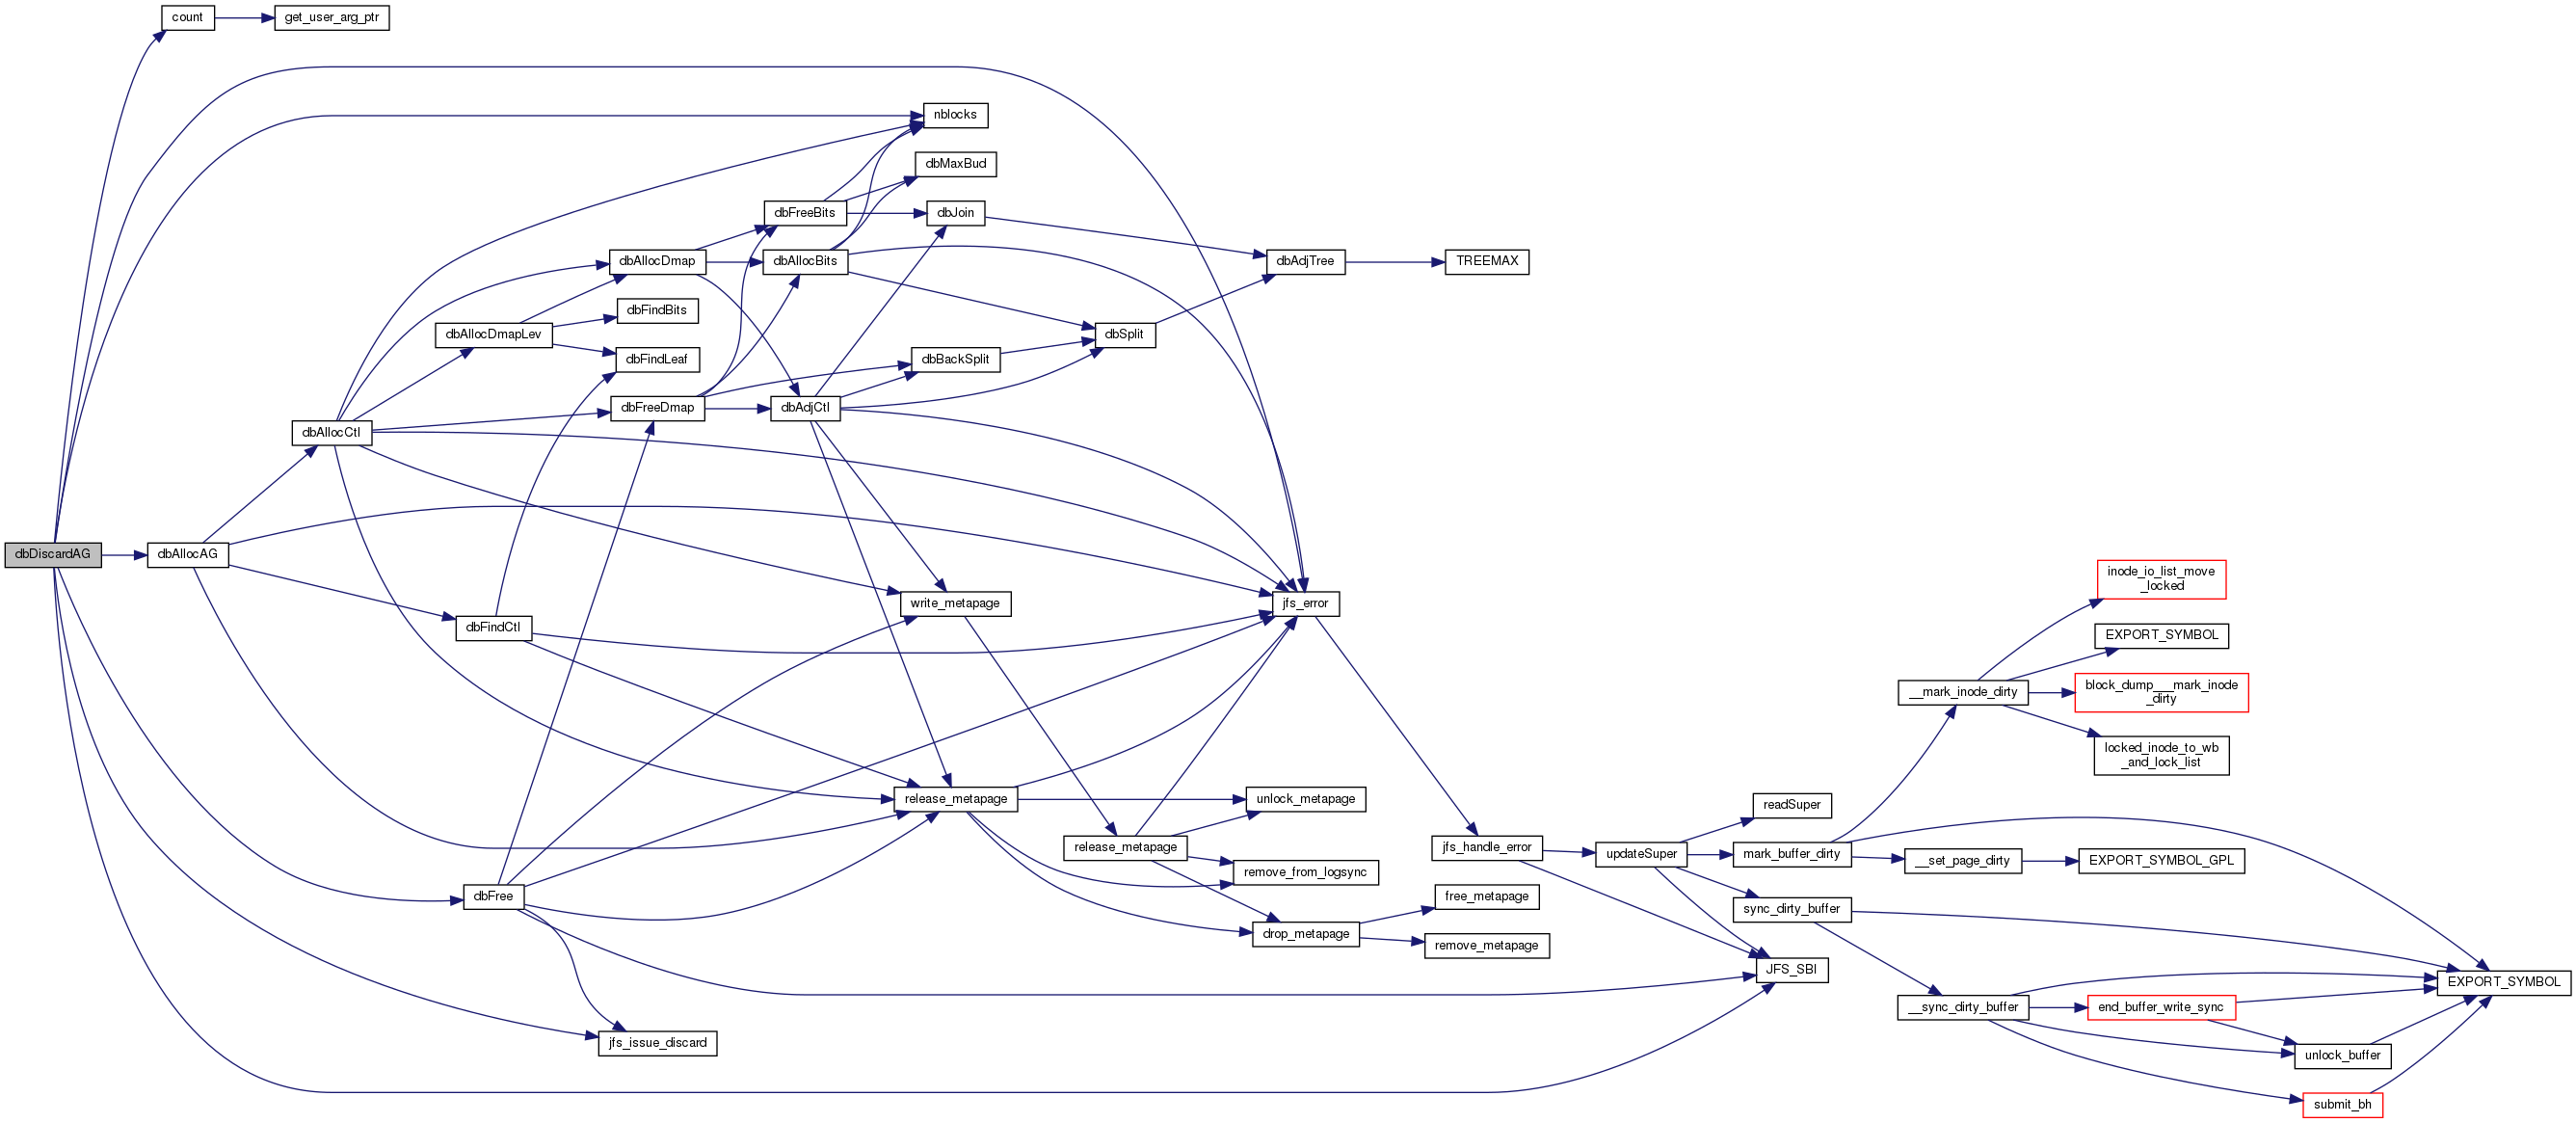 count
get_user_arg_ptr
nblocks
dbMaxBud
dbFreeBits
dbJoin
dbAllocDmap
dbAllocBits
dbAdjTree
TREEMAX
dbFindBits
dbAllocDmapLev
dbSplit
dbFindLeaf
dbBackSplit
dbFreeDmap
dbAdjCtl
dbAllocCtl
dbDiscardAG
dbAllocAG
inode_io_list_move
_locked
write_metapage
jfs_error
dbFindCtl
EXPORT_SYMBOL
__mark_inode_dirty
block_dump___mark_inode
_dirty
locked_inode_to_wb
_and_lock_list
release_metapage
unlock_metapage
readSuper
release_metapage
jfs_handle_error
updateSuper
mark_buffer_dirty
__set_page_dirty
EXPORT_SYMBOL_GPL
remove_from_logsync
dbFree
free_metapage
sync_dirty_buffer
drop_metapage
remove_metapage
JFS_SBI
EXPORT_SYMBOL
__sync_dirty_buffer
end_buffer_write_sync
jfs_issue_discard
unlock_buffer
submit_bh